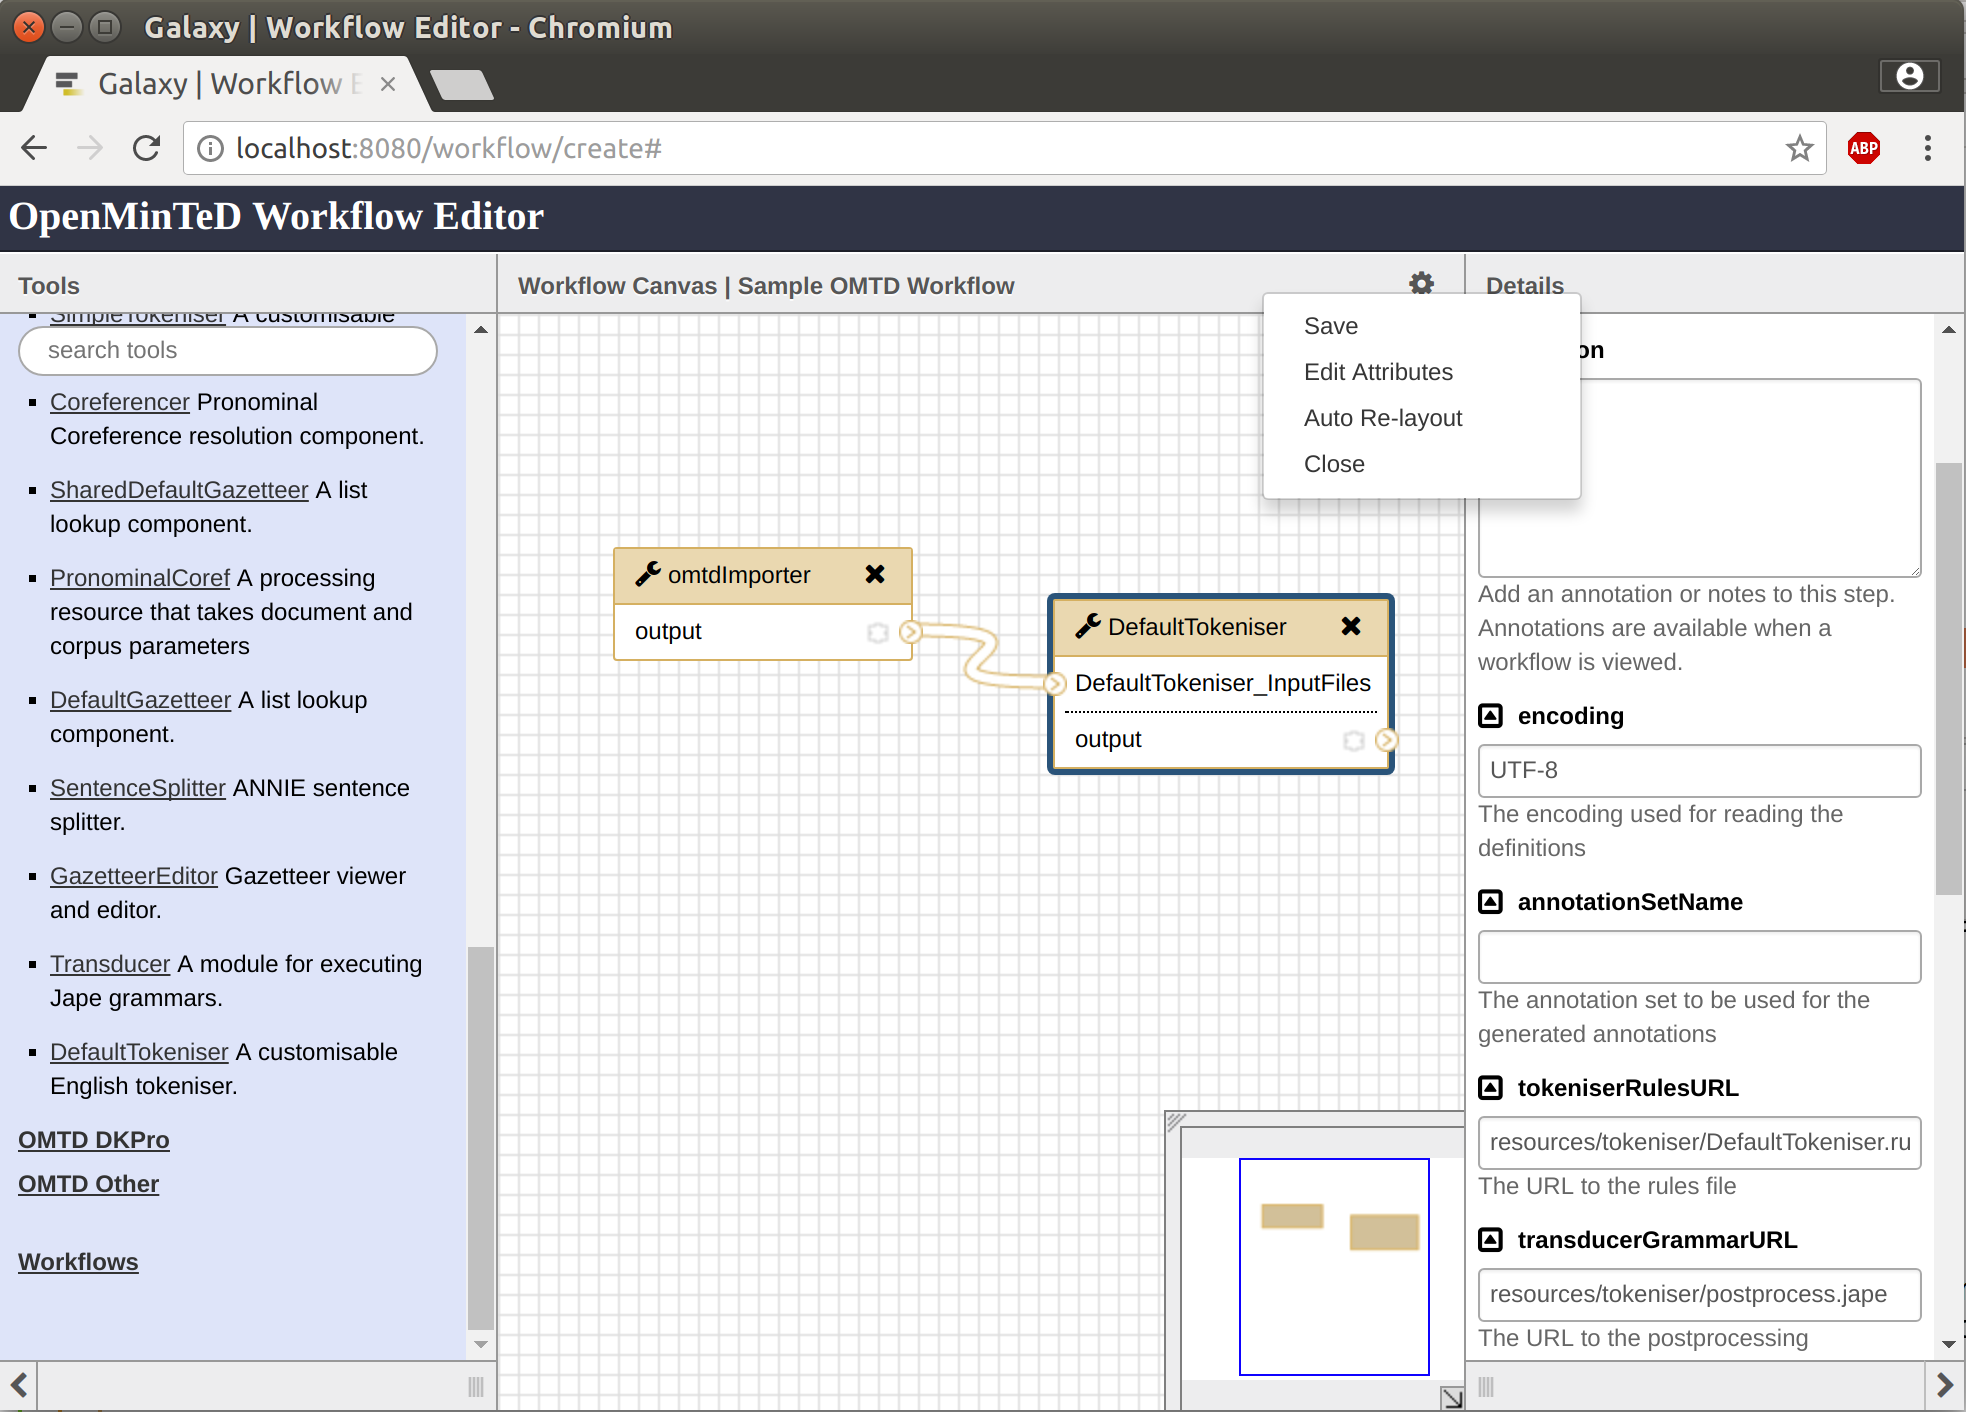 Galaxy | Workflow Editor - Chromium
Galaxy | Workflow E
localhost:8080/workflow/create#
ABP
OpenMinTeD Workflow Editor
Tools
SimpleTokeniser A customisable
search tools
Coreferencer Pronominal
Coreference resolution component.
SharedDefaultGazetteer A list
lookup component.
PronominalCoref A processing
resource that takes document and
corpus parameters
DefaultGazetteer A list lookup
component.
SentenceSplitter ANNIE sentence
splitter.
GazetteerEditor Gazetteer viewer
and editor.
Transducer A module for executing
Jape grammars.
DefaultTokeniser A customisable
English tokeniser.
OMTD DKPro
OMTD Other
Workflows
Workflow Canvas | Sample OMTD Workflow
Save
Edit Attributes
Auto Re-layout
Close
omtdImporter
output
DefaultTokeniser
DefaultTokeniser_InputFiles
output
Details
on
Add an annotation or notes to this step.
Annotations are available when a
workflow is viewed.
encoding
UTF-8
The encoding used for reading the
definitions
annotationSetName
The annotation set to be used for the
generated annotations
tokeniserRulesURL
resources/tokeniser/DefaultTokeniser.ru
The URL to the rules file
transducerGrammarURL
resources/tokeniser/postprocess.jape
The URL to the postprocessing